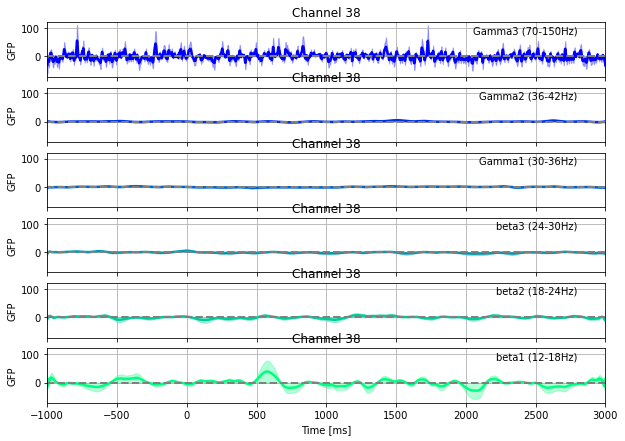 Channel 38
Gamma3 (70-150Hz)
GFP
100
0
Channel 38
Gamma2 (36-42Hz)
GFP
100
0
Channel 38
Gamma1 (30-36Hz)
GFP
100
0
Channel 38
beta3 (24-30Hz)
GFP
100
0
Channel 38
beta2 (18-24Hz)
GFP
100
0
Channel 38
beta1 (12-18Hz)
GFP
100
0
−1000 −500 0 500 1000 1500 2000 2500 3000
Time [ms]